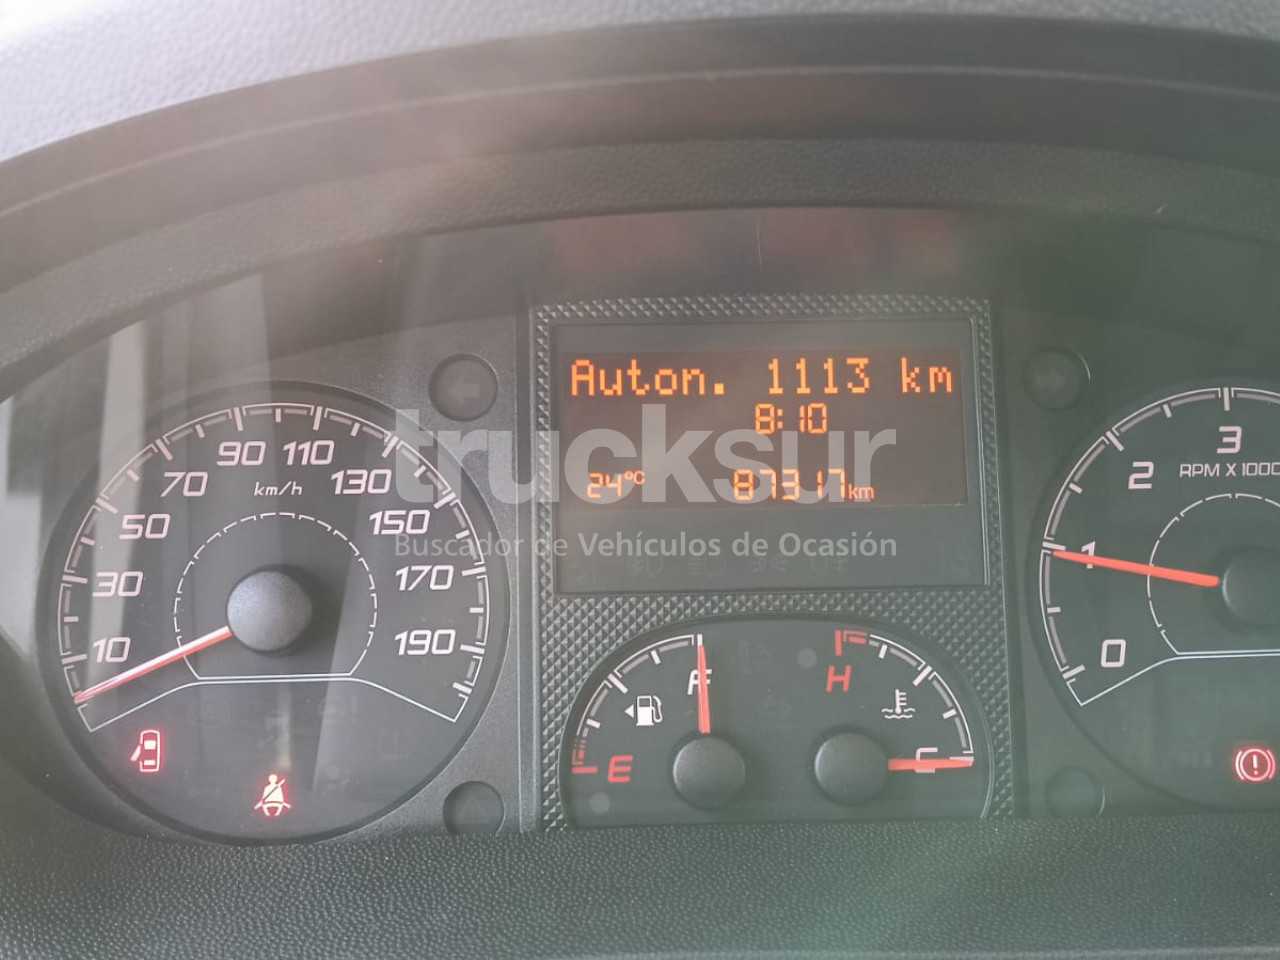 Auton. 1113 km
8:10
24°C 87317km
trucksur
Buscador de Vehículos de Ocasión
10 30 50 70 90 110 130 150 170 190
km/h
E F
H C
0 1 2 3
RPM X 1000